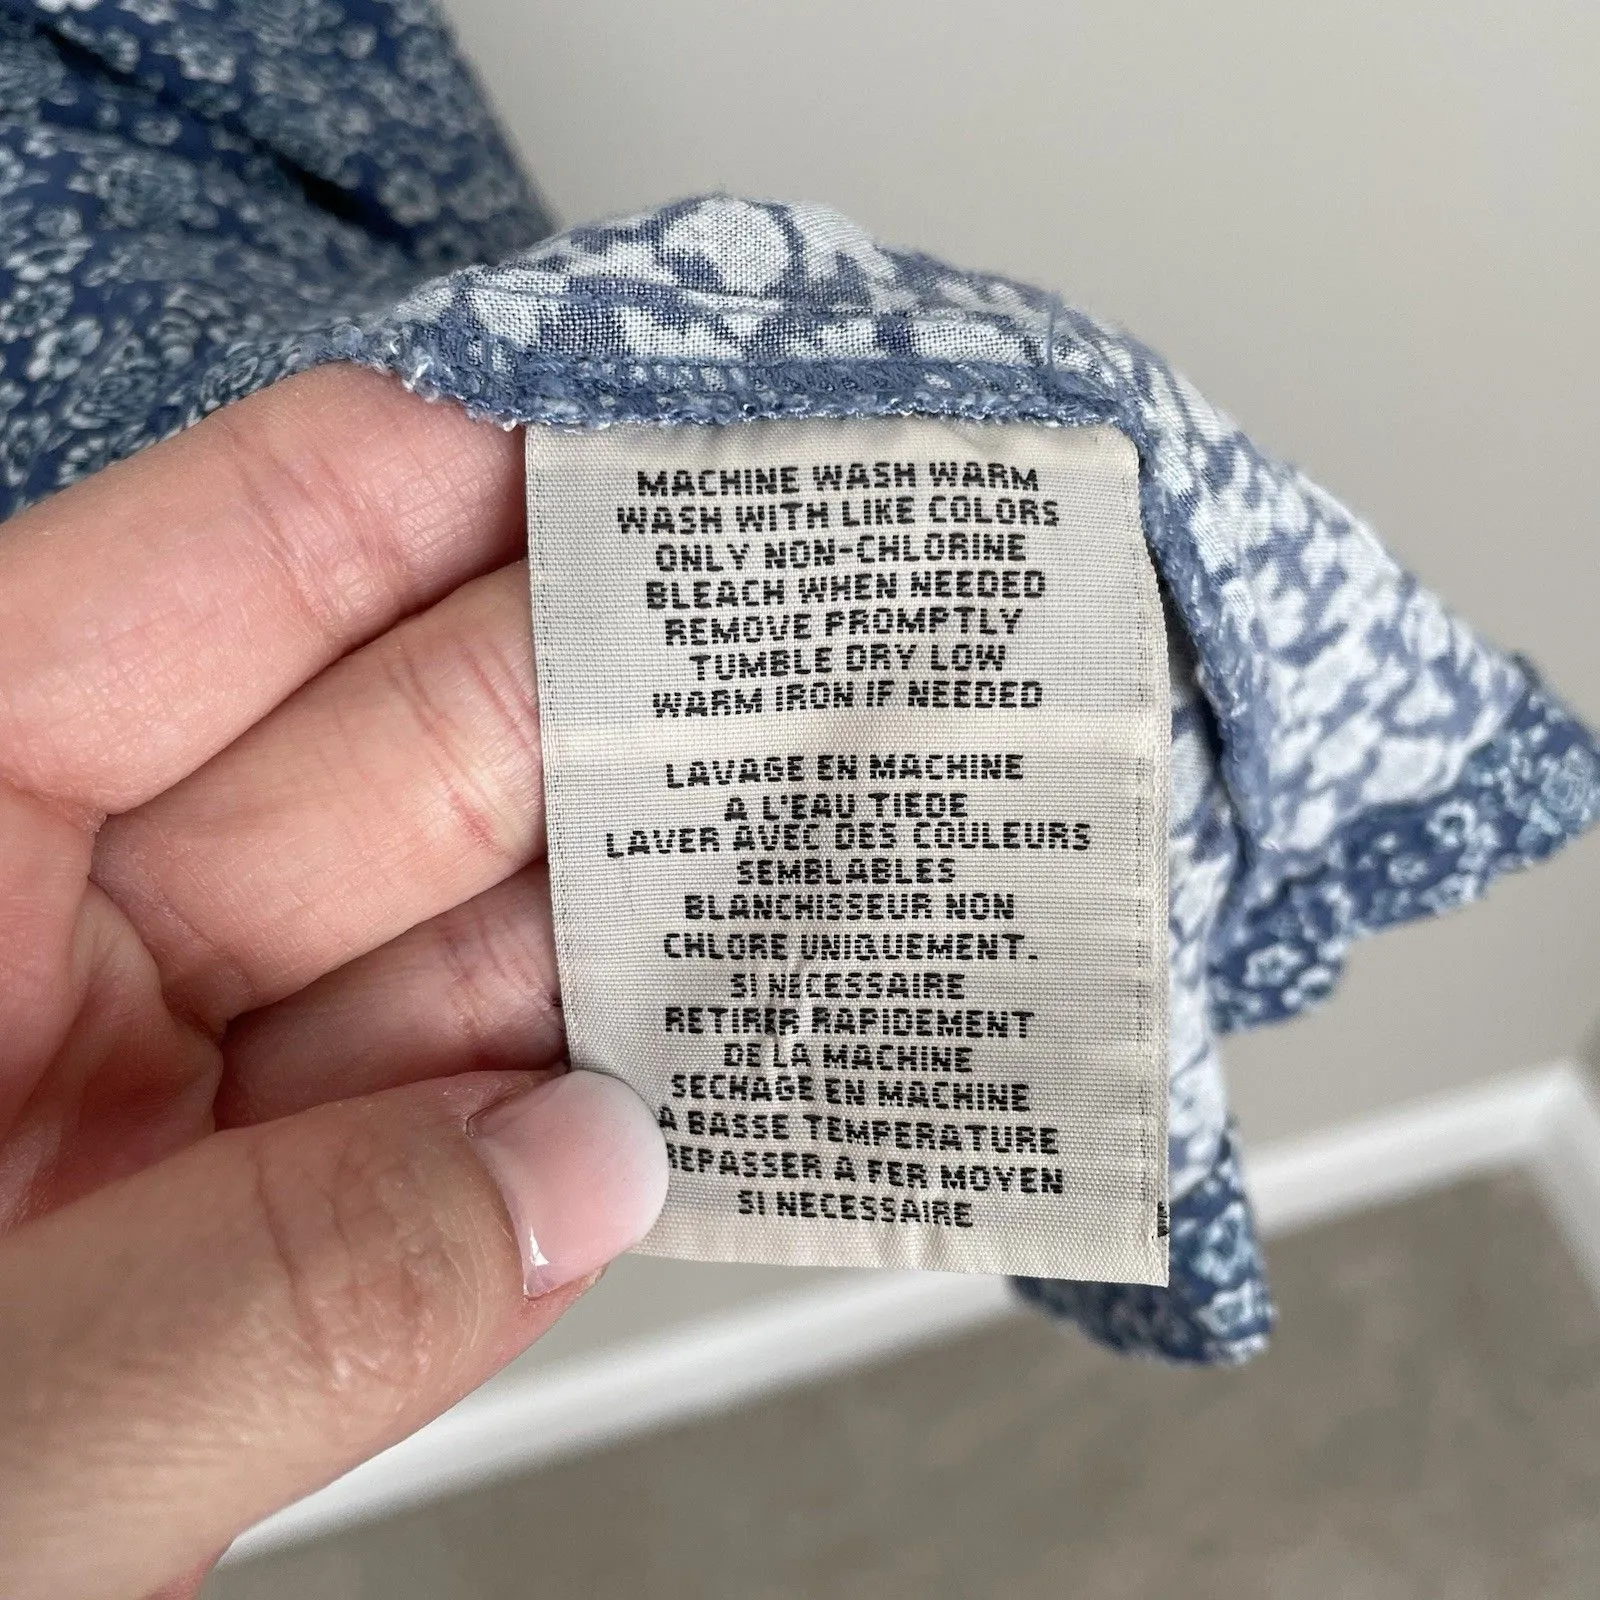 MACHINE WASH WARM
WASH WITH LIKE COLORS
ONLY NON-CHLORINE
BLEACH WHEN NEEDED
REMOVE PROMPTLY
TUMBLE DRY LOW
WARM IRON IF NEEDED
LAVAGE EN MACHINE
A L'EAU TIEDE
LAVER AVEC DES COULEURS
SEMBLABLES
BLANCHISSEUR NON
CHLORE UNIQUEMENT.
SI NECESSAIRE
RETIRER RAPIDEMENT
DE LA MACHINE
SECHAGE EN MACHINE
A BASSE TEMPERATURE
REPASSER A FER MOYEN
SI NECESSAIRE